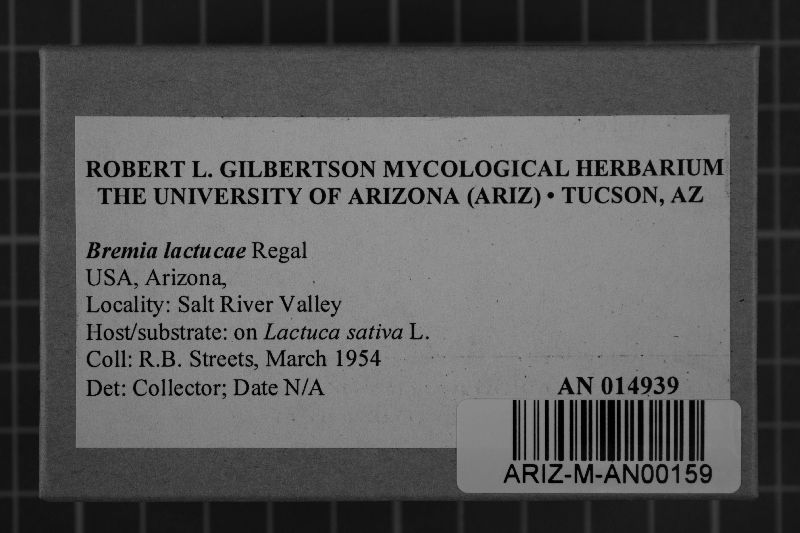 ROBERT L. GILBERTSON MYCOLOGICAL HERBARIUM
THE UNIVERSITY OF ARIZONA (ARIZ) • TUCSON, AZ
Bremia lactucae Regal
USA, Arizona,
Locality: Salt River Valley
Host/substrate: on Lactuca sativa L.
Coll: R.B. Streets, March 1954
Det: Collector; Date N/A
AN 014939
ARIZ-M-AN00159